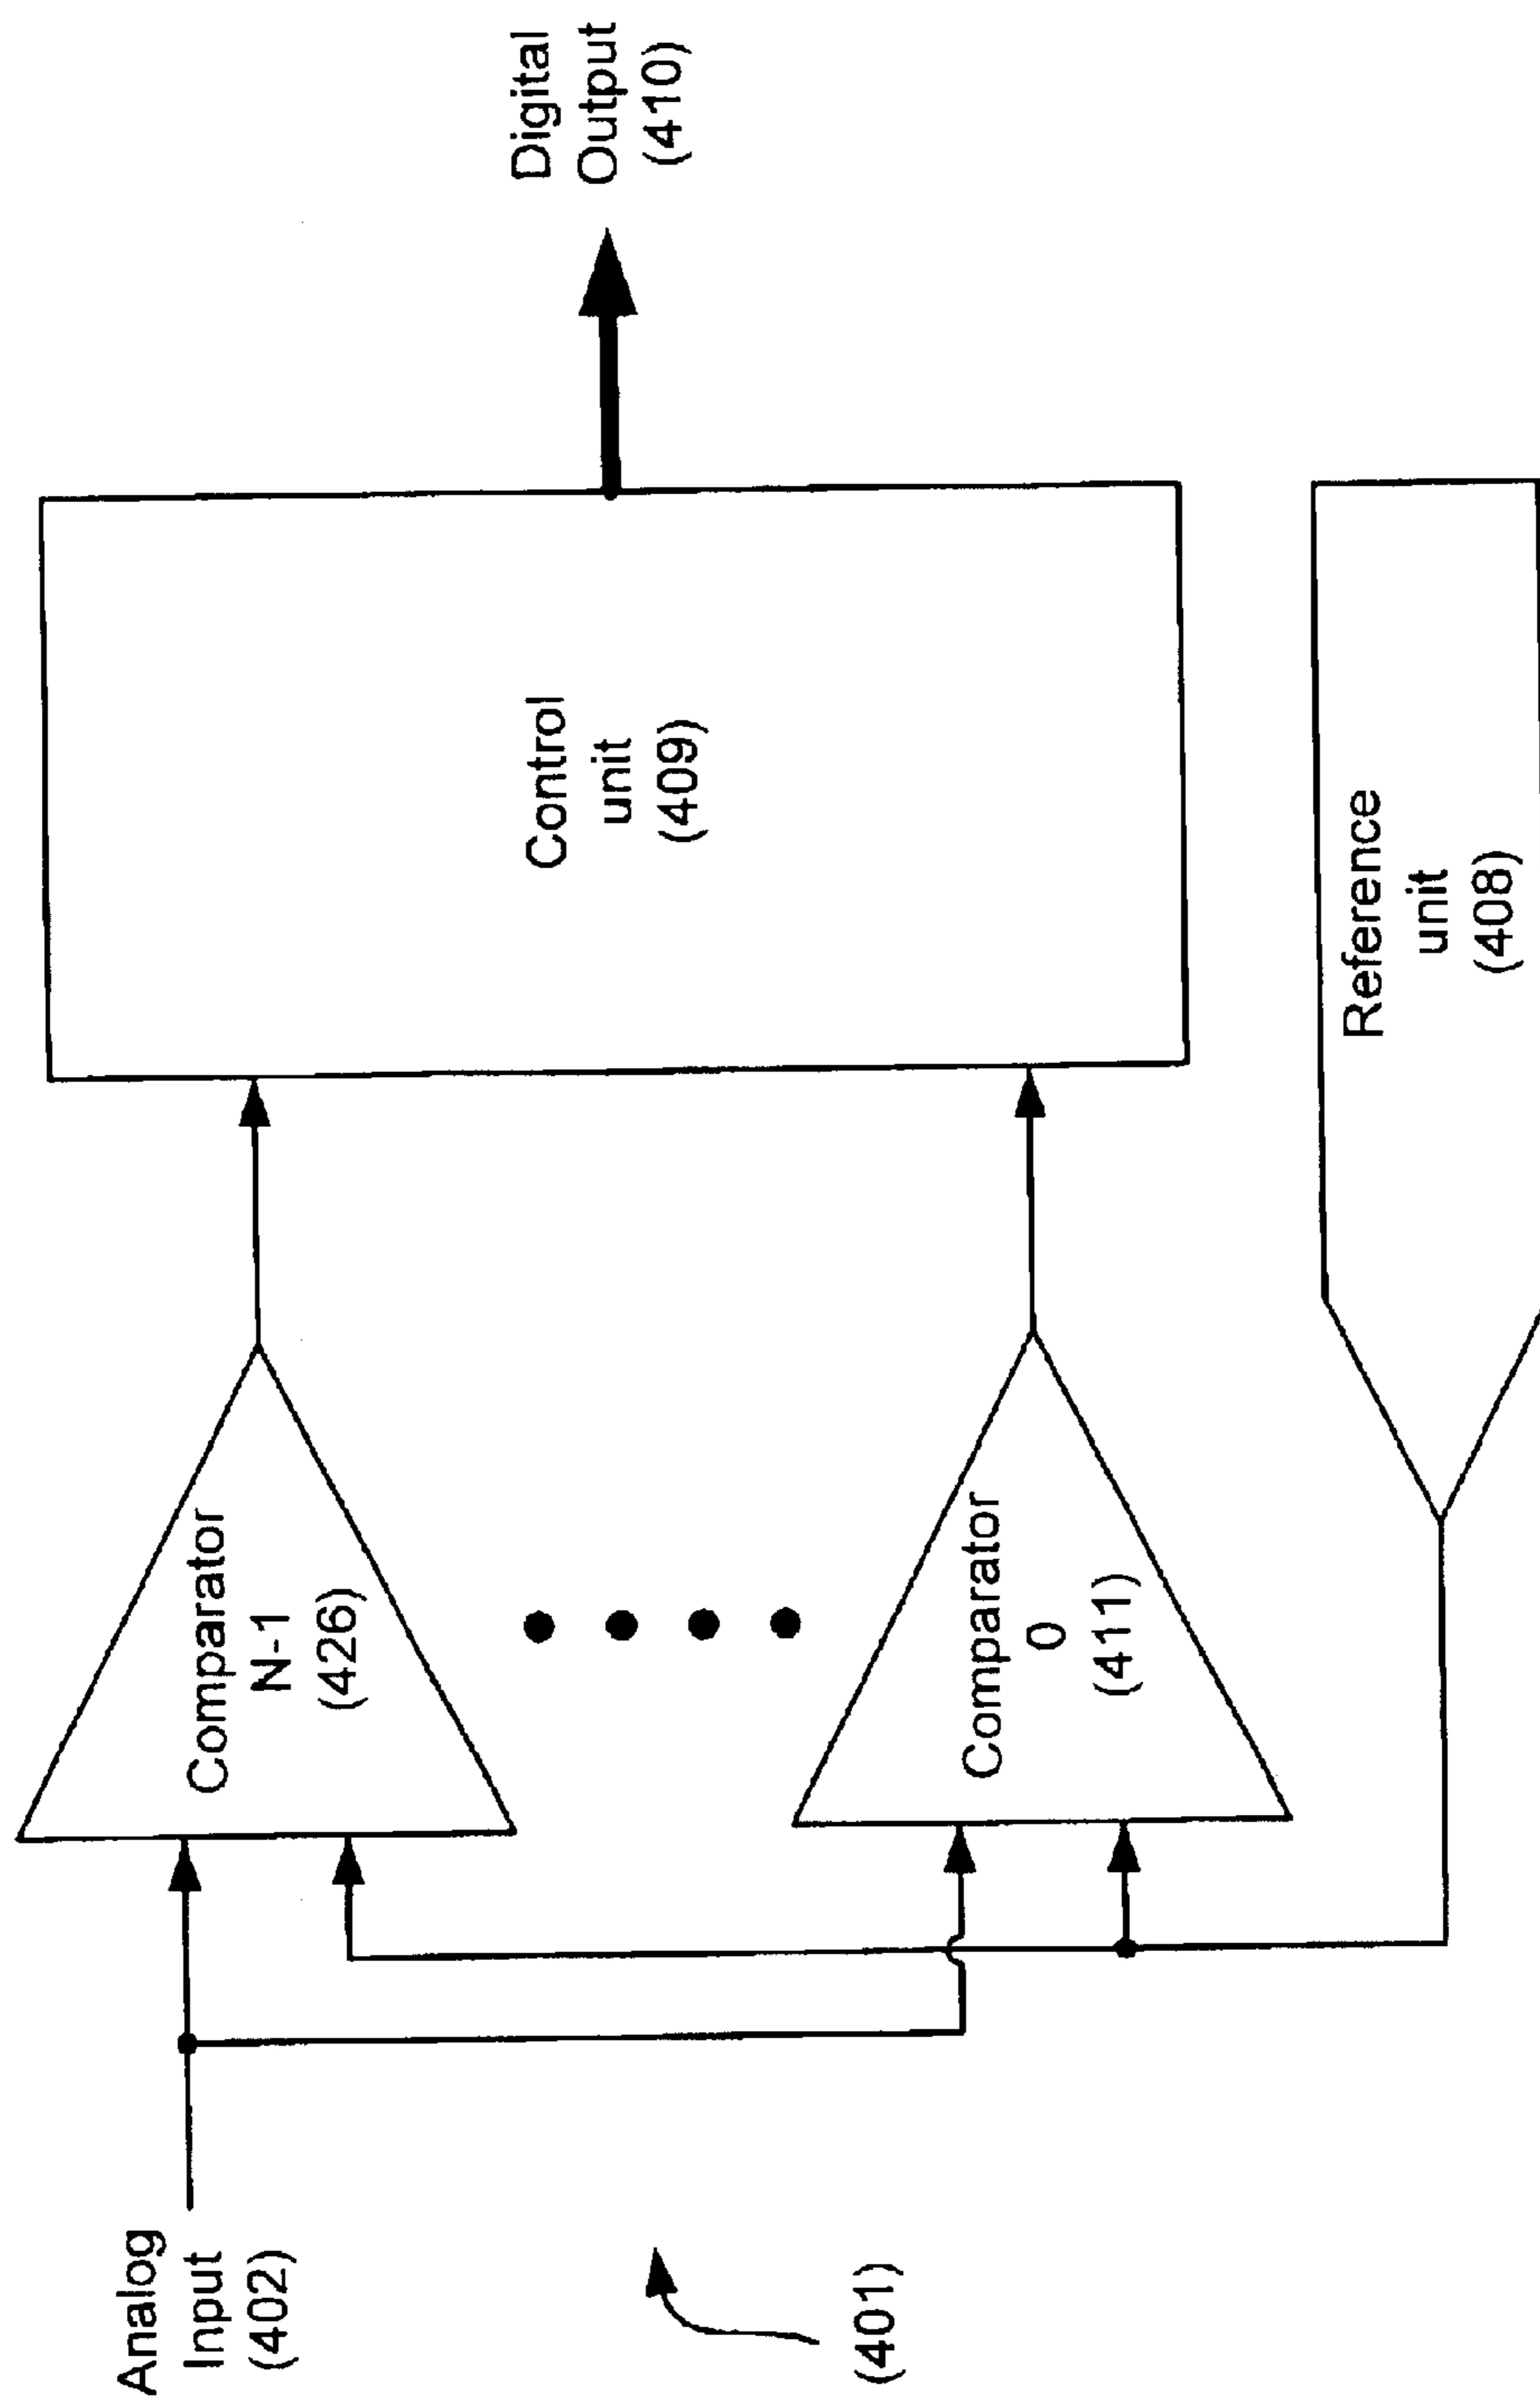 Analog
Input
(402)
(401)
Comparator
N-1
(426)
Comparator
0
(411)
Control
unit
(409)
Reference
unit
(408)
Digital
Output
(410)